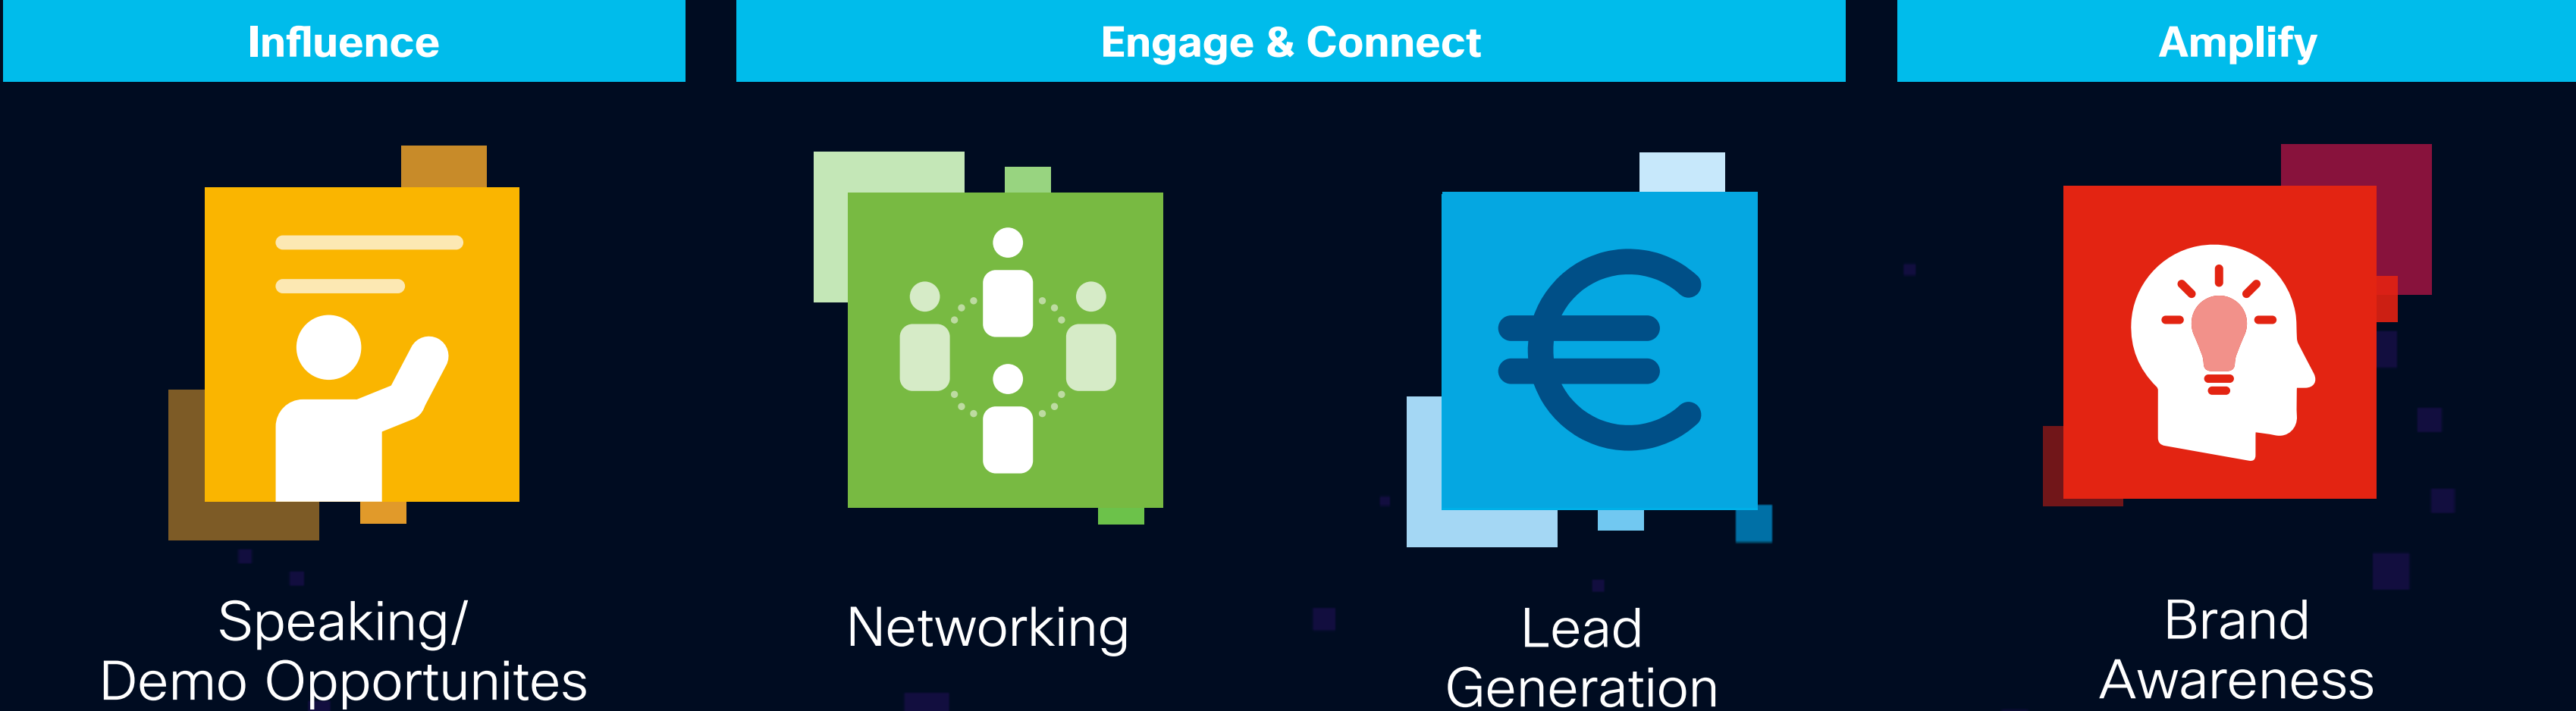 Influence
Engage & Connect
Amplify
Speaking/
Demo Opportunites
Networking
Lead
Generation
Brand
Awareness